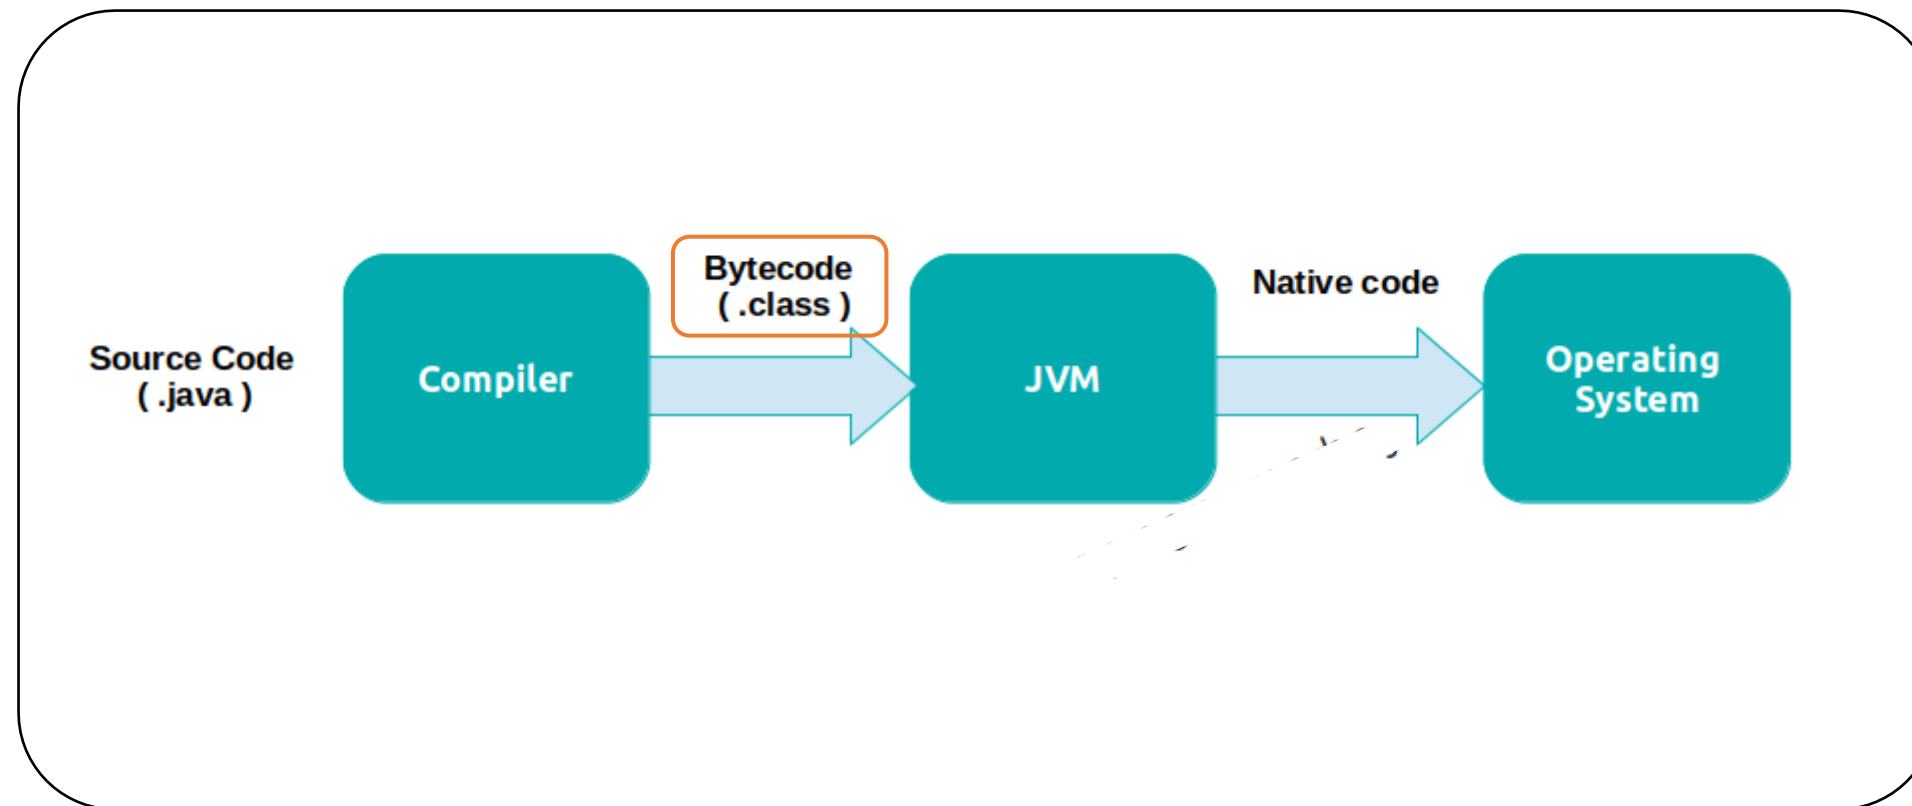 Source Code
( .java )
Compiler
Bytecode
( .class )
JVM
Native code
Operating
System